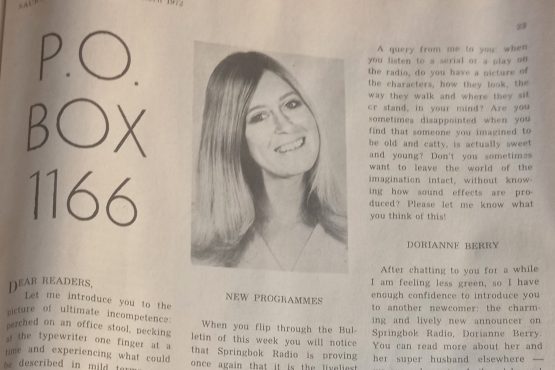 1972
23
P.O.
BOX
1166
DEAR READERS,
Let me introduce you to the
picture of ultimate incompetence:
perched on an office stool, pecking
at the typewriter one finger at a
time and experiencing what could
be described in mild
NEW PROGRAMMES
When you flip through the Bul-
letin of this week you will notice
that Springbok Radio is proving
once again that it is the liveliest
A query from me to you: when
you listen to a serial or a play on
the radio, do you have a picture of
the characters, how they look, the
way they walk and where they sit
or stand, in your mind? Are you
sometimes disappointed when you
find that someone you imagined to
be old and catty, is actually sweet
and young? Don't you sometimes
want to leave the world of the
imagination intact, without know-
ing how sound effects are pro-
duced? Please let me know what
you think of this!
DORIANNE BERRY
After chatting to you for a while
I am feeling less green, so I have
enough confidence to introduce you
to another newcomer: the charm-
ing and lively new announcer on
Springbok Radio, Dorianne Berry.
You can read more about her and
her super husband elsewhere —